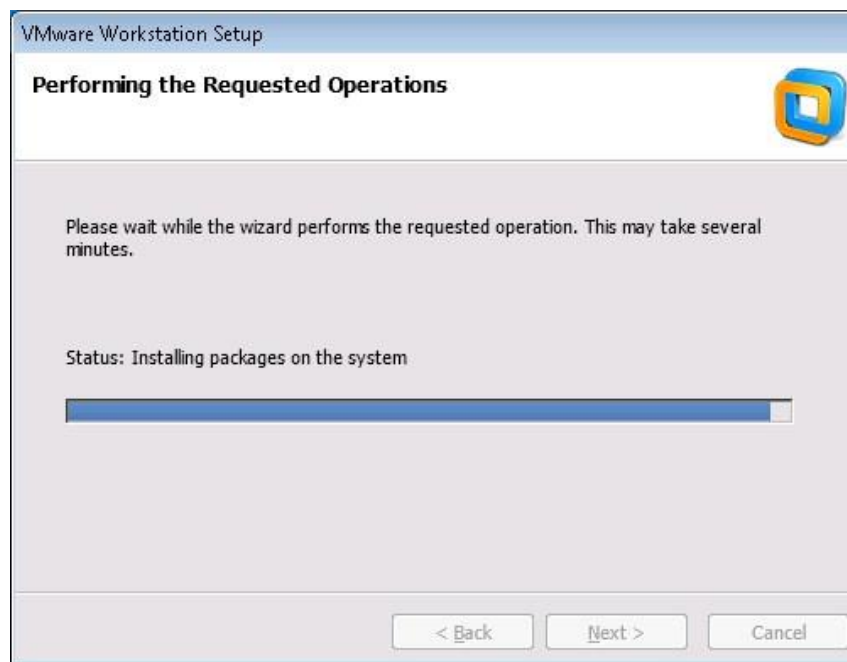 VMware Workstation Setup
Performing the Requested Operations
Please wait while the wizard performs the requested operation. This may take several
minutes.
Status: Installing packages on the system
< Back
Next >
Cancel